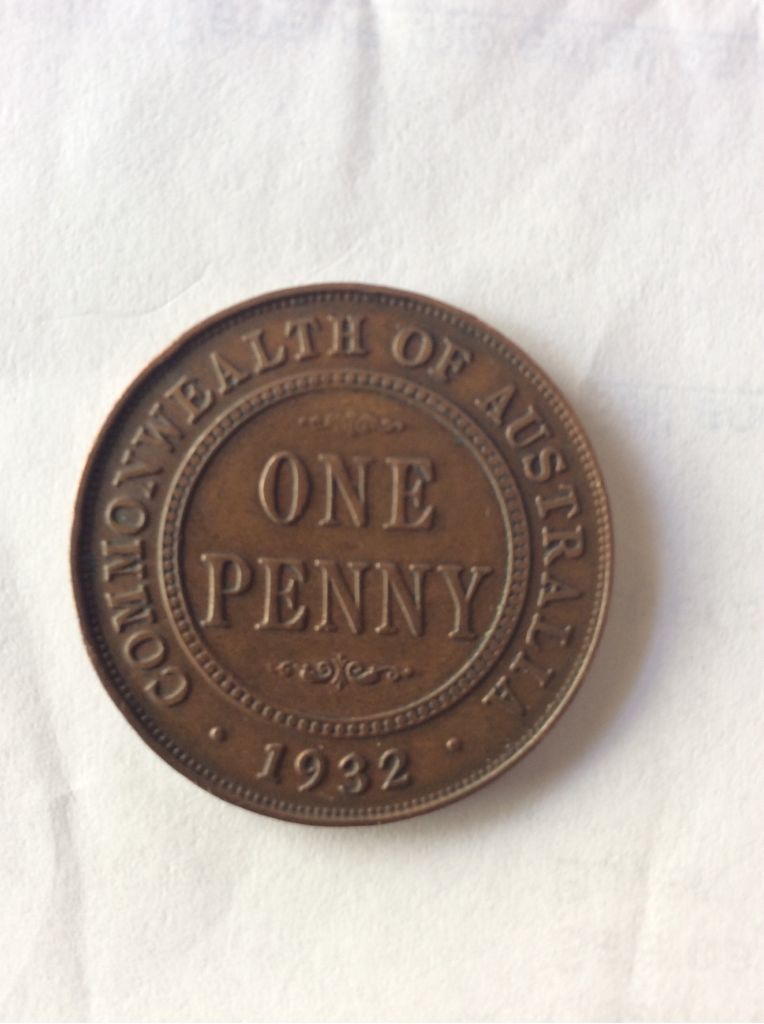 COMMONWEALTH OF AUSTRALIA
ONE
PENNY
1932